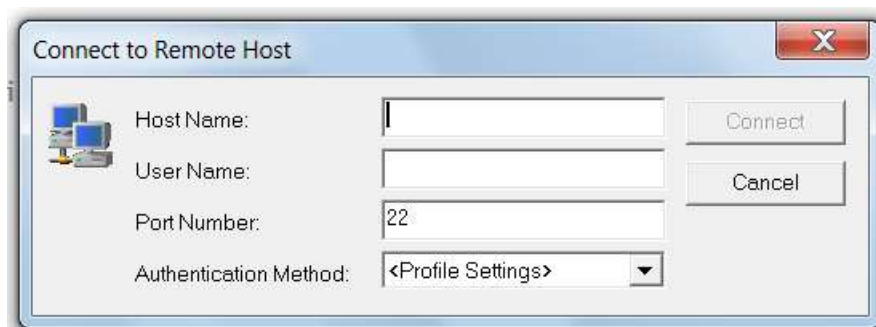 Connect to Remote Host
Host Name:
Connect
User Name:
Cancel
Port Number: 22
Authentication Method: <Profile Settings>